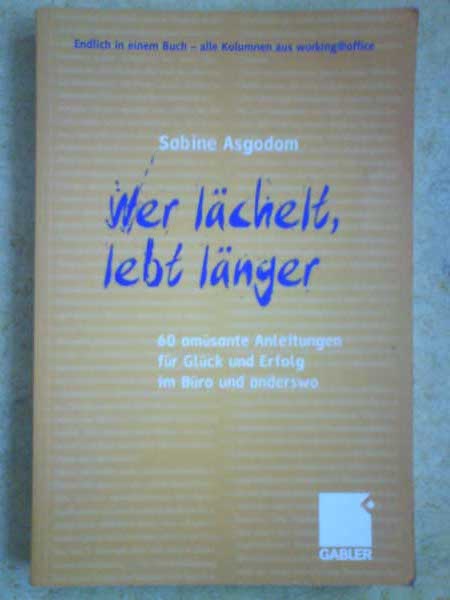 Endlich in einem Buch – alle Kolumnen aus working@office
Sabine Asgodom
Wer lächelt,
lebt länger
60 amüsante Anleitungen
für Glück und Erfolg
im Büro und anderswo
GABLER